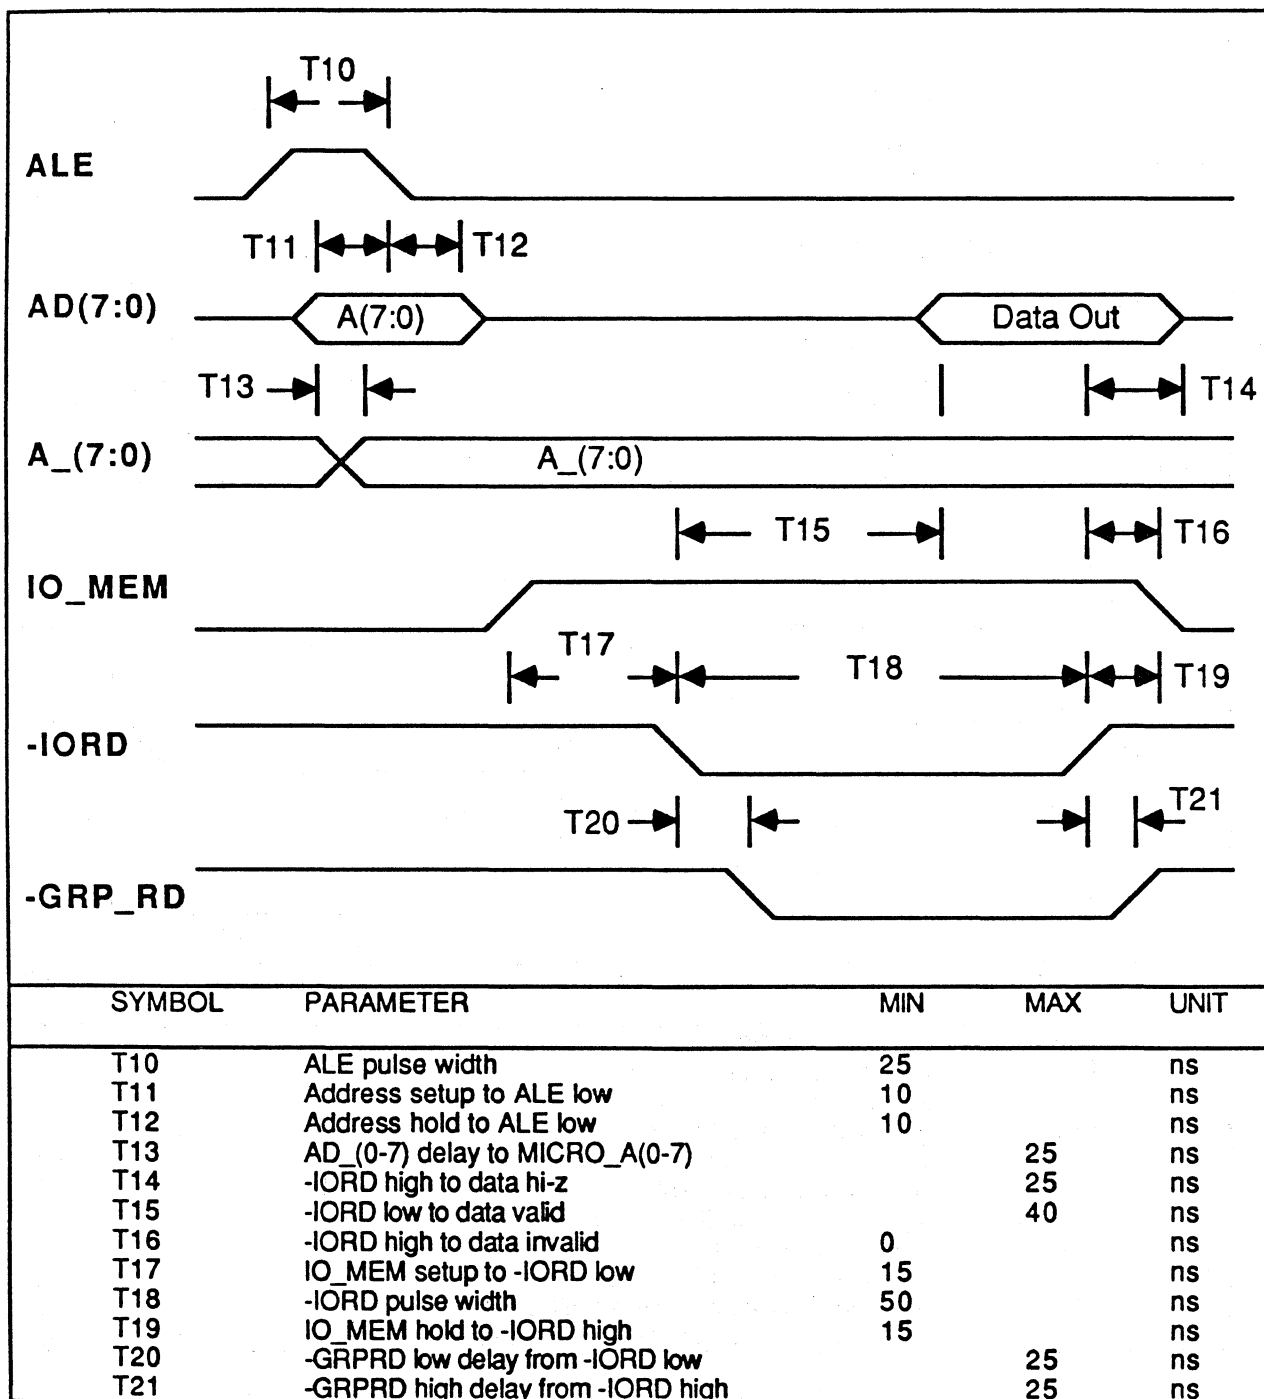 T10
ALE
T11 T12
AD(7:0) A(7:0) Data Out
T13 T14
A_(7:0) A_(7:0)
T15 T16
IO_MEM
T17 T18 T19
-IORD
T20 T21
-GRP_RD
SYMBOL PARAMETER MIN MAX UNIT
T10 ALE pulse width 25 ns
T11 Address setup to ALE low 10 ns
T12 Address hold to ALE low 10 ns
T13 AD_(0-7) delay to MICRO_A(0-7) 25 ns
T14 -IORD high to data hi-z 25 ns
T15 -IORD low to data valid 40 ns
T16 -IORD high to data invalid 0 ns
T17 IO_MEM setup to -IORD low 15 ns
T18 -IORD pulse width 50 ns
T19 IO_MEM hold to -IORD high 15 ns
T20 -GRPRD low delay from -IORD low 25 ns
T21 -GRPRD high delay from -IORD high 25 ns